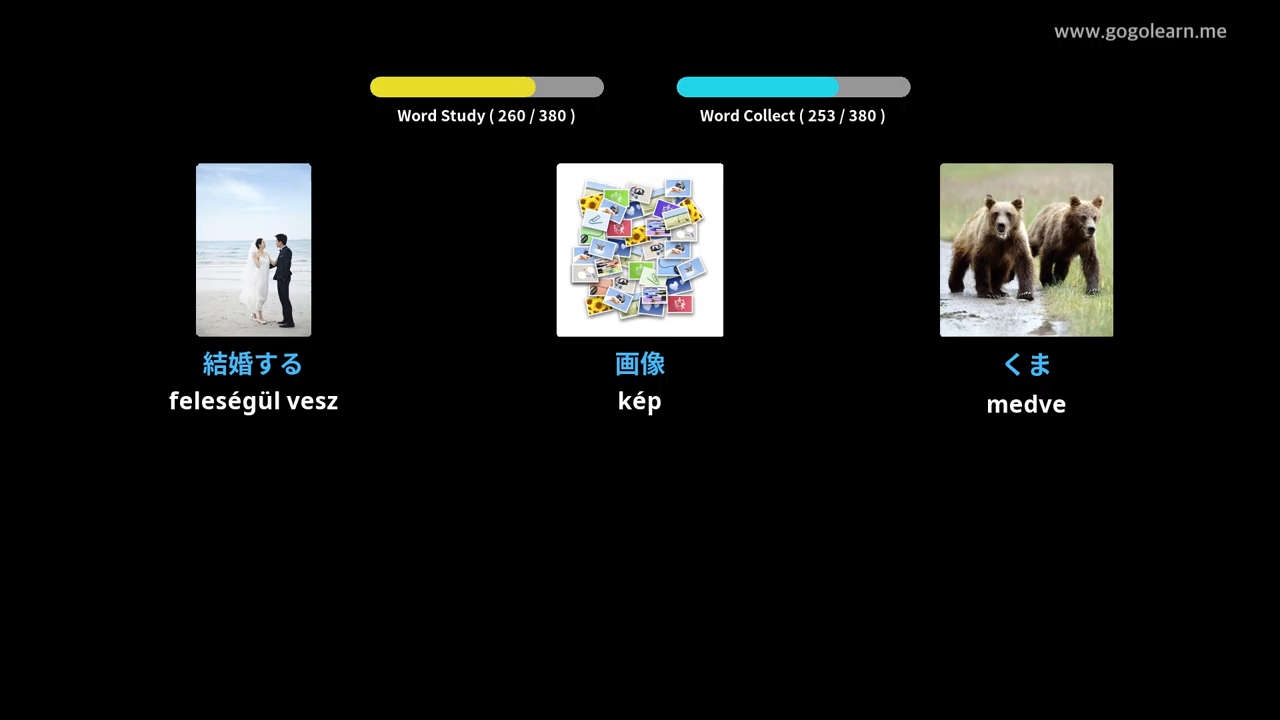 www.gogolearn.me
Word Study ( 260 / 380 )
Word Collect ( 253 / 380 )
結婚する
feleségül vesz
画像
kép
くま
medve